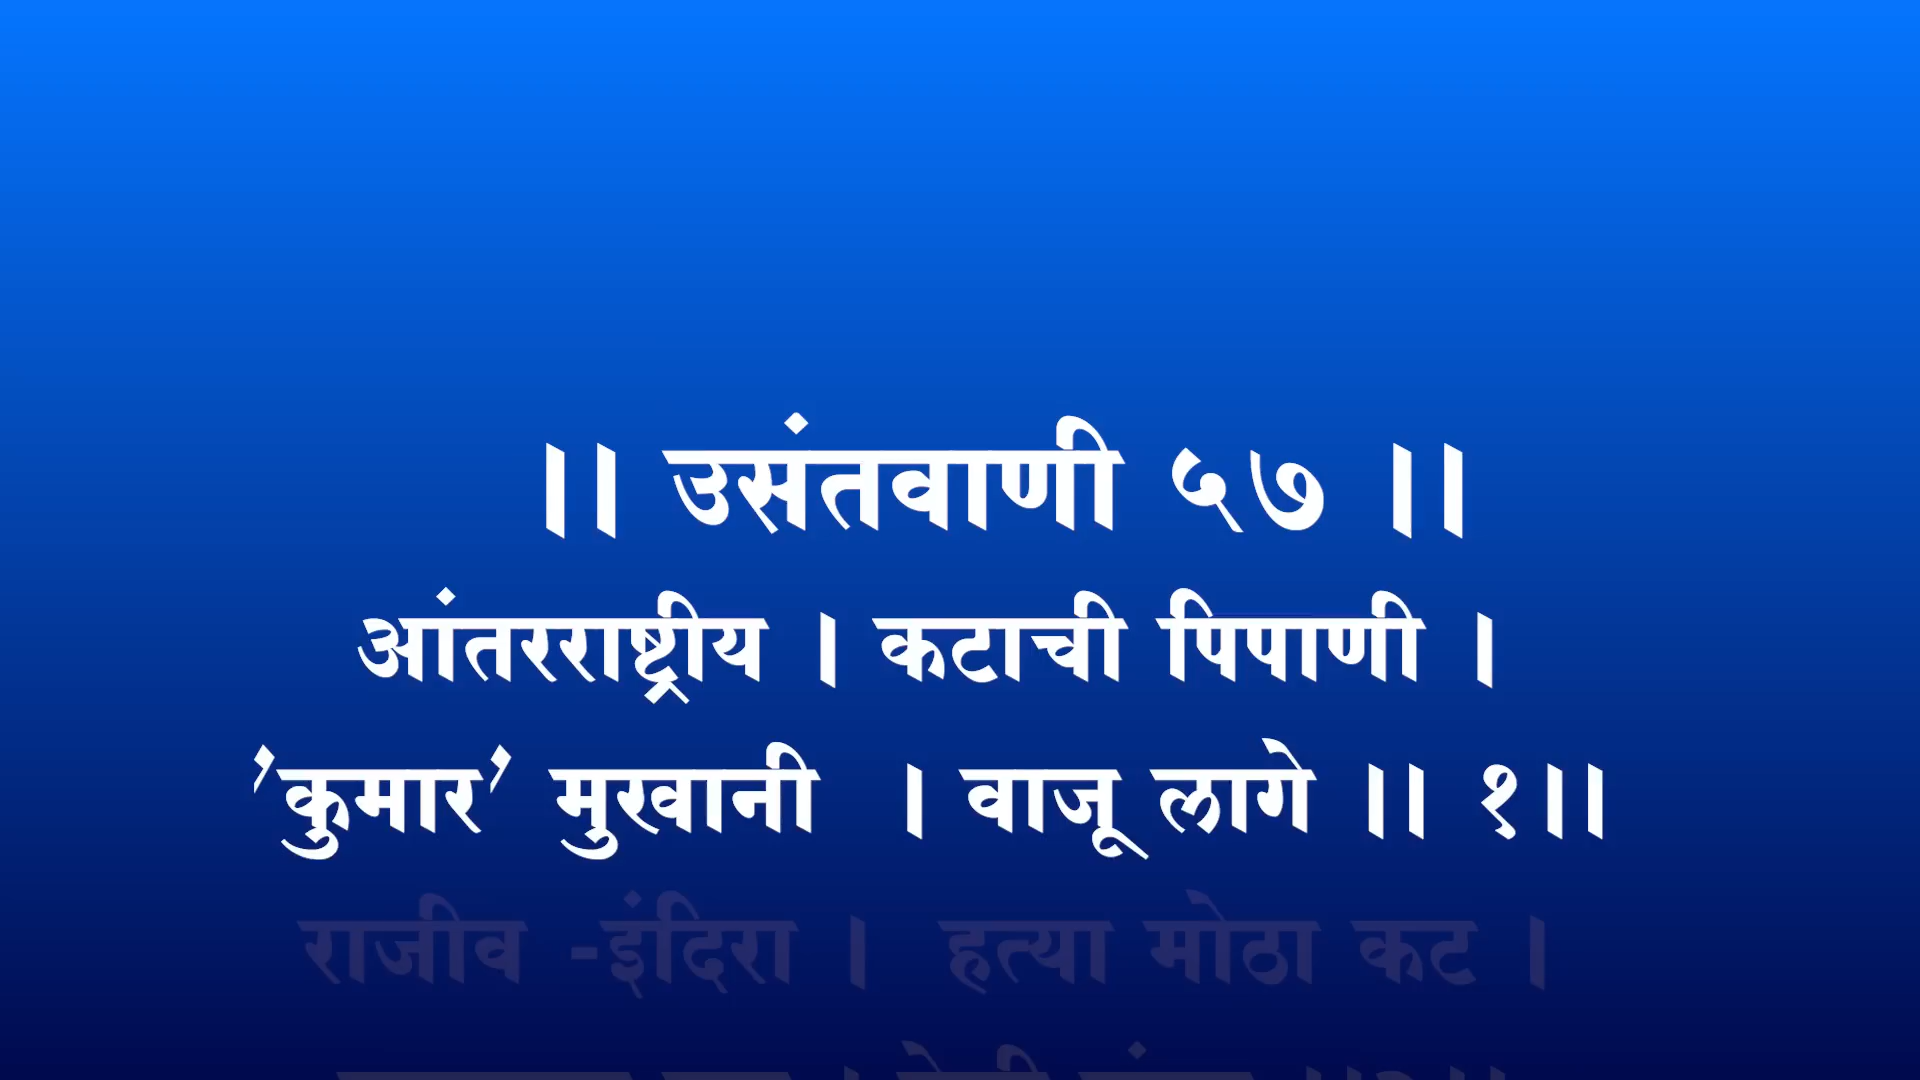 ।। उसंतवाणी ५७ ।।
आंतरराष्ट्रीय । कटाची पिपाणी ।
’कुमार’ मुखानी । वाजू लागे ।। १।।
राजीव -इंदिरा । हत्या मोठा कट ।